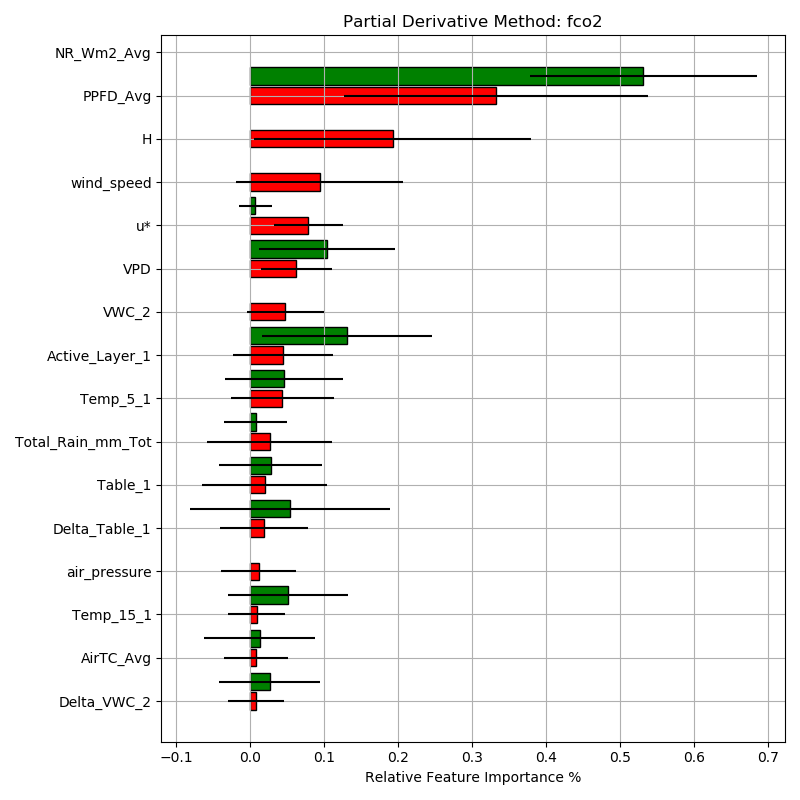 Partial Derivative Method: fco2
NR_Wm2_Avg
PPFD_Avg
H
wind_speed
u*
VPD
VWC_2
Active_Layer_1
Temp_5_1
Total_Rain_mm_Tot
Table_1
Delta_Table_1
air_pressure
Temp_15_1
AirTC_Avg
Delta_VWC_2
−0.1 0.0 0.1 0.2 0.3 0.4 0.5 0.6 0.7
Relative Feature Importance %